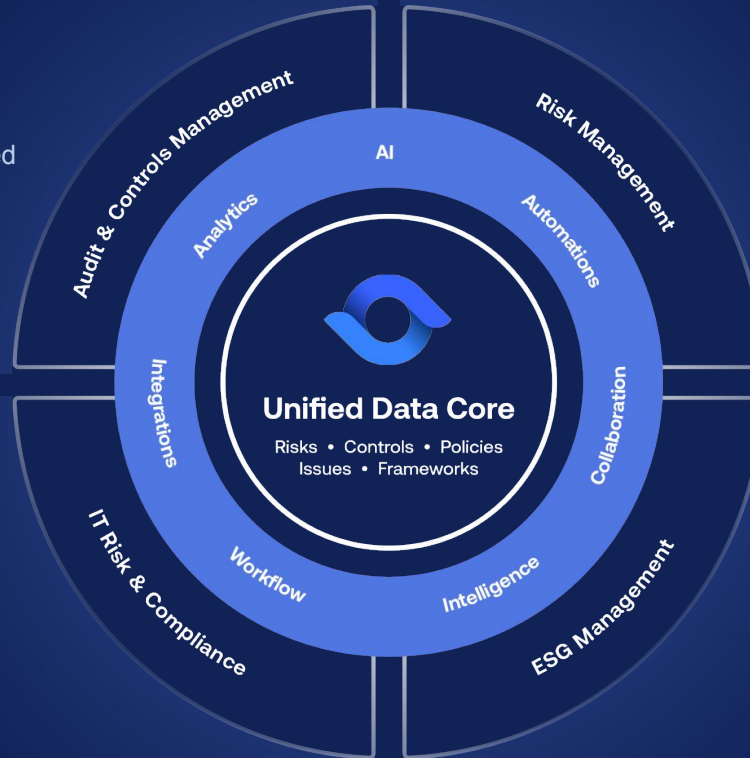 ed
Audit & Controls Management
Risk Management
AI
Analytics
Automations
Integrations
Collaboration
Unified Data Core
Risks • Controls • Policies
Issues • Frameworks
Workflow
Intelligence
IT Risk & Compliance
ESG Management